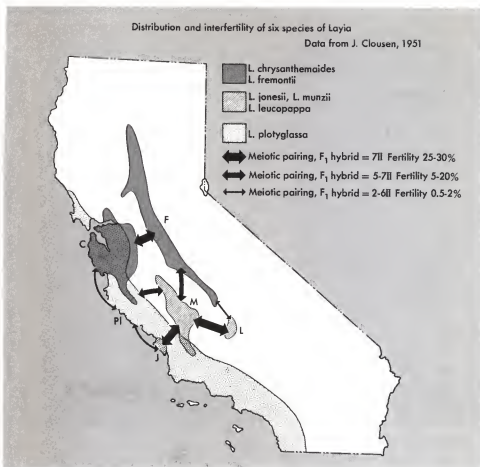 Distribution and interfertility of six species of Layia
Data from J. Clousen, 1951
L. chrysanthemoides
L. fremontii
L. jonesii, L. munzii
L. leucopappa
L. plotyglassa
Meiotic pairing, F1 hybrid = 7II Fertility 25-30%
Meiotic pairing, F1 hybrid = 5-7II Fertility 5-20%
Meiotic pairing, F1 hybrid = 2-6II Fertility 0.5-2%
F
C
M
L
Pl
J